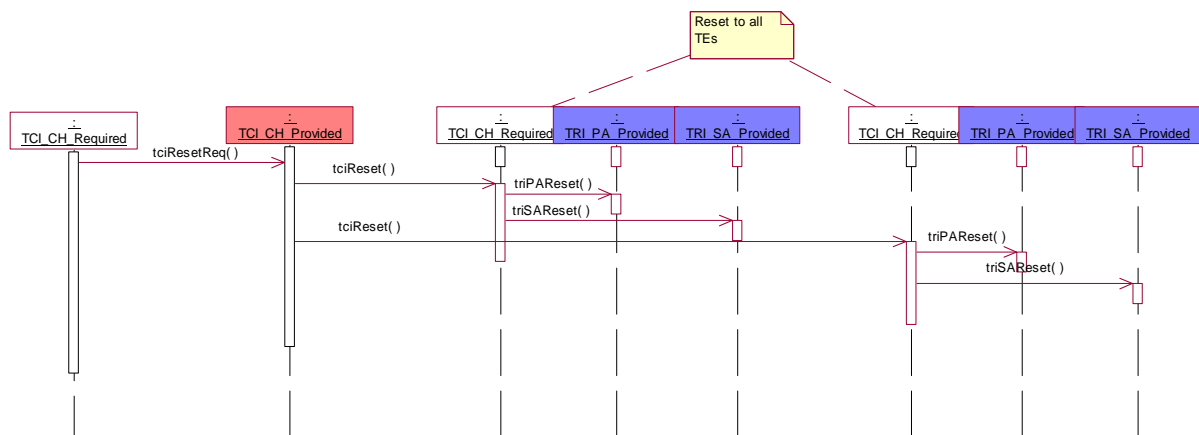 Reset to all
TEs
:
TCI_CH_Required
:
TCI_CH_Provided
:
TCI_CH_Required
:
TRI_PA_Provided
:
TRI_SA_Provided
:
TCI_CH_Required
:
TRI_PA_Provided
:
TRI_SA_Provided
tciResetReq( )
tciReset( )
triPAReset( )
triSAReset( )
tciReset( )
triPAReset( )
triSAReset( )